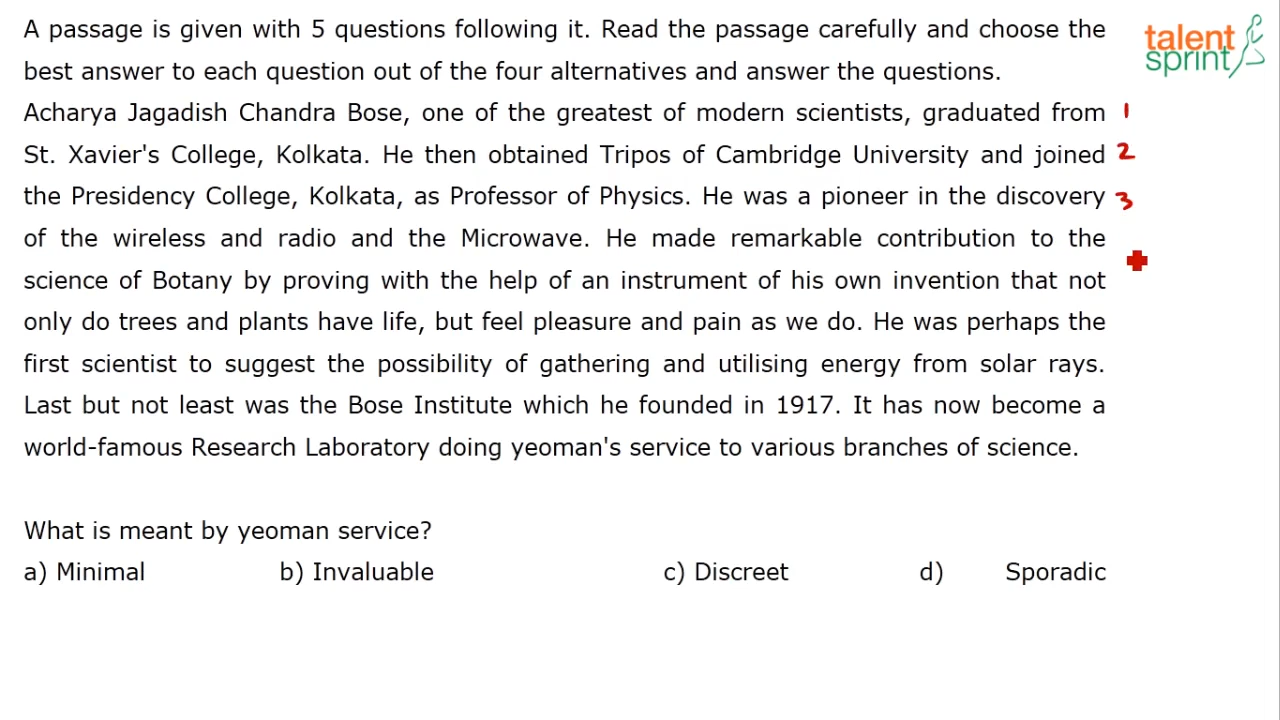 A passage is given with 5 questions following it. Read the passage carefully and choose the
best answer to each question out of the four alternatives and answer the questions.
talent
sprint
Acharya Jagadish Chandra Bose, one of the greatest of modern scientists, graduated from 1
St. Xavier's College, Kolkata. He then obtained Tripos of Cambridge University and joined 2
the Presidency College, Kolkata, as Professor of Physics. He was a pioneer in the discovery 3
of the wireless and radio and the Microwave. He made remarkable contribution to the
science of Botany by proving with the help of an instrument of his own invention that not
only do trees and plants have life, but feel pleasure and pain as we do. He was perhaps the
first scientist to suggest the possibility of gathering and utilising energy from solar rays.
Last but not least was the Bose Institute which he founded in 1917. It has now become a
world-famous Research Laboratory doing yeoman's service to various branches of science.
What is meant by yeoman service?
a) Minimal b) Invaluable c) Discreet d) Sporadic